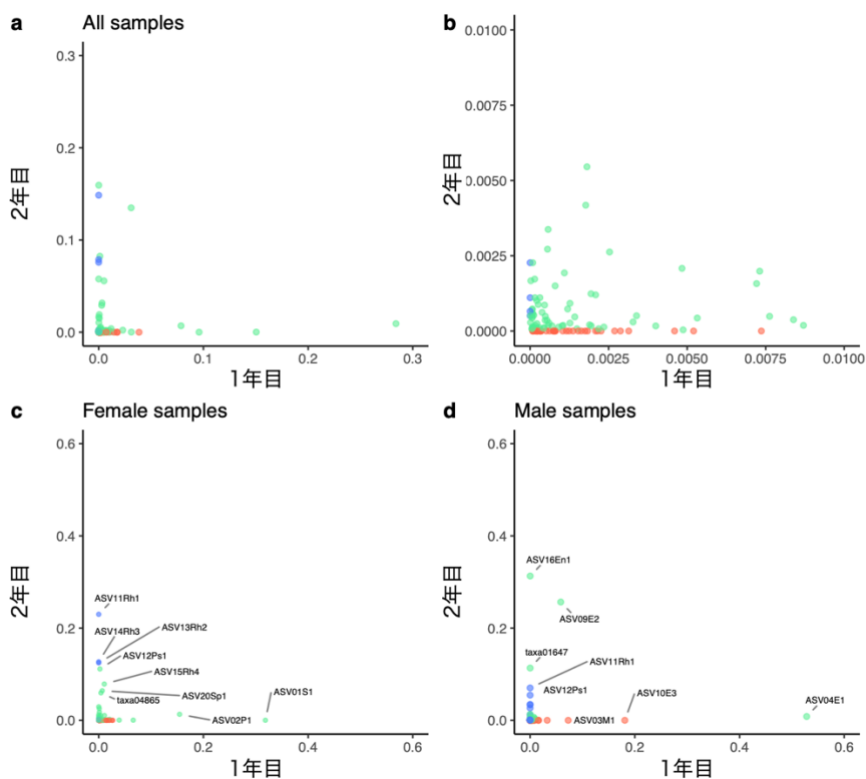 a All samples
0.3
0.2
0.1
0.0
2年目
0.0 0.1 0.2 0.3
1年目
b
0.0100
0.0075
0.0050
0.0025
0.0000
2年目
0.0000 0.0025 0.0050 0.0075 0.0100
1年目
c Female samples
0.6
0.4
0.2
0.0
2年目
ASV11Rh1
ASV14Rh3
ASV13Rh2
ASV12Ps1
ASV15Rh4
ASV20Sp1
taxa04865
ASV02P1
ASV01S1
0.0 0.2 0.4 0.6
1年目
d Male samples
0.6
0.4
0.2
0.0
2年目
ASV16En1
ASV09E2
taxa01647
ASV11Rh1
ASV12Ps1
ASV10E3
ASV03M1
ASV04E1
0.0 0.2 0.4 0.6
1年目